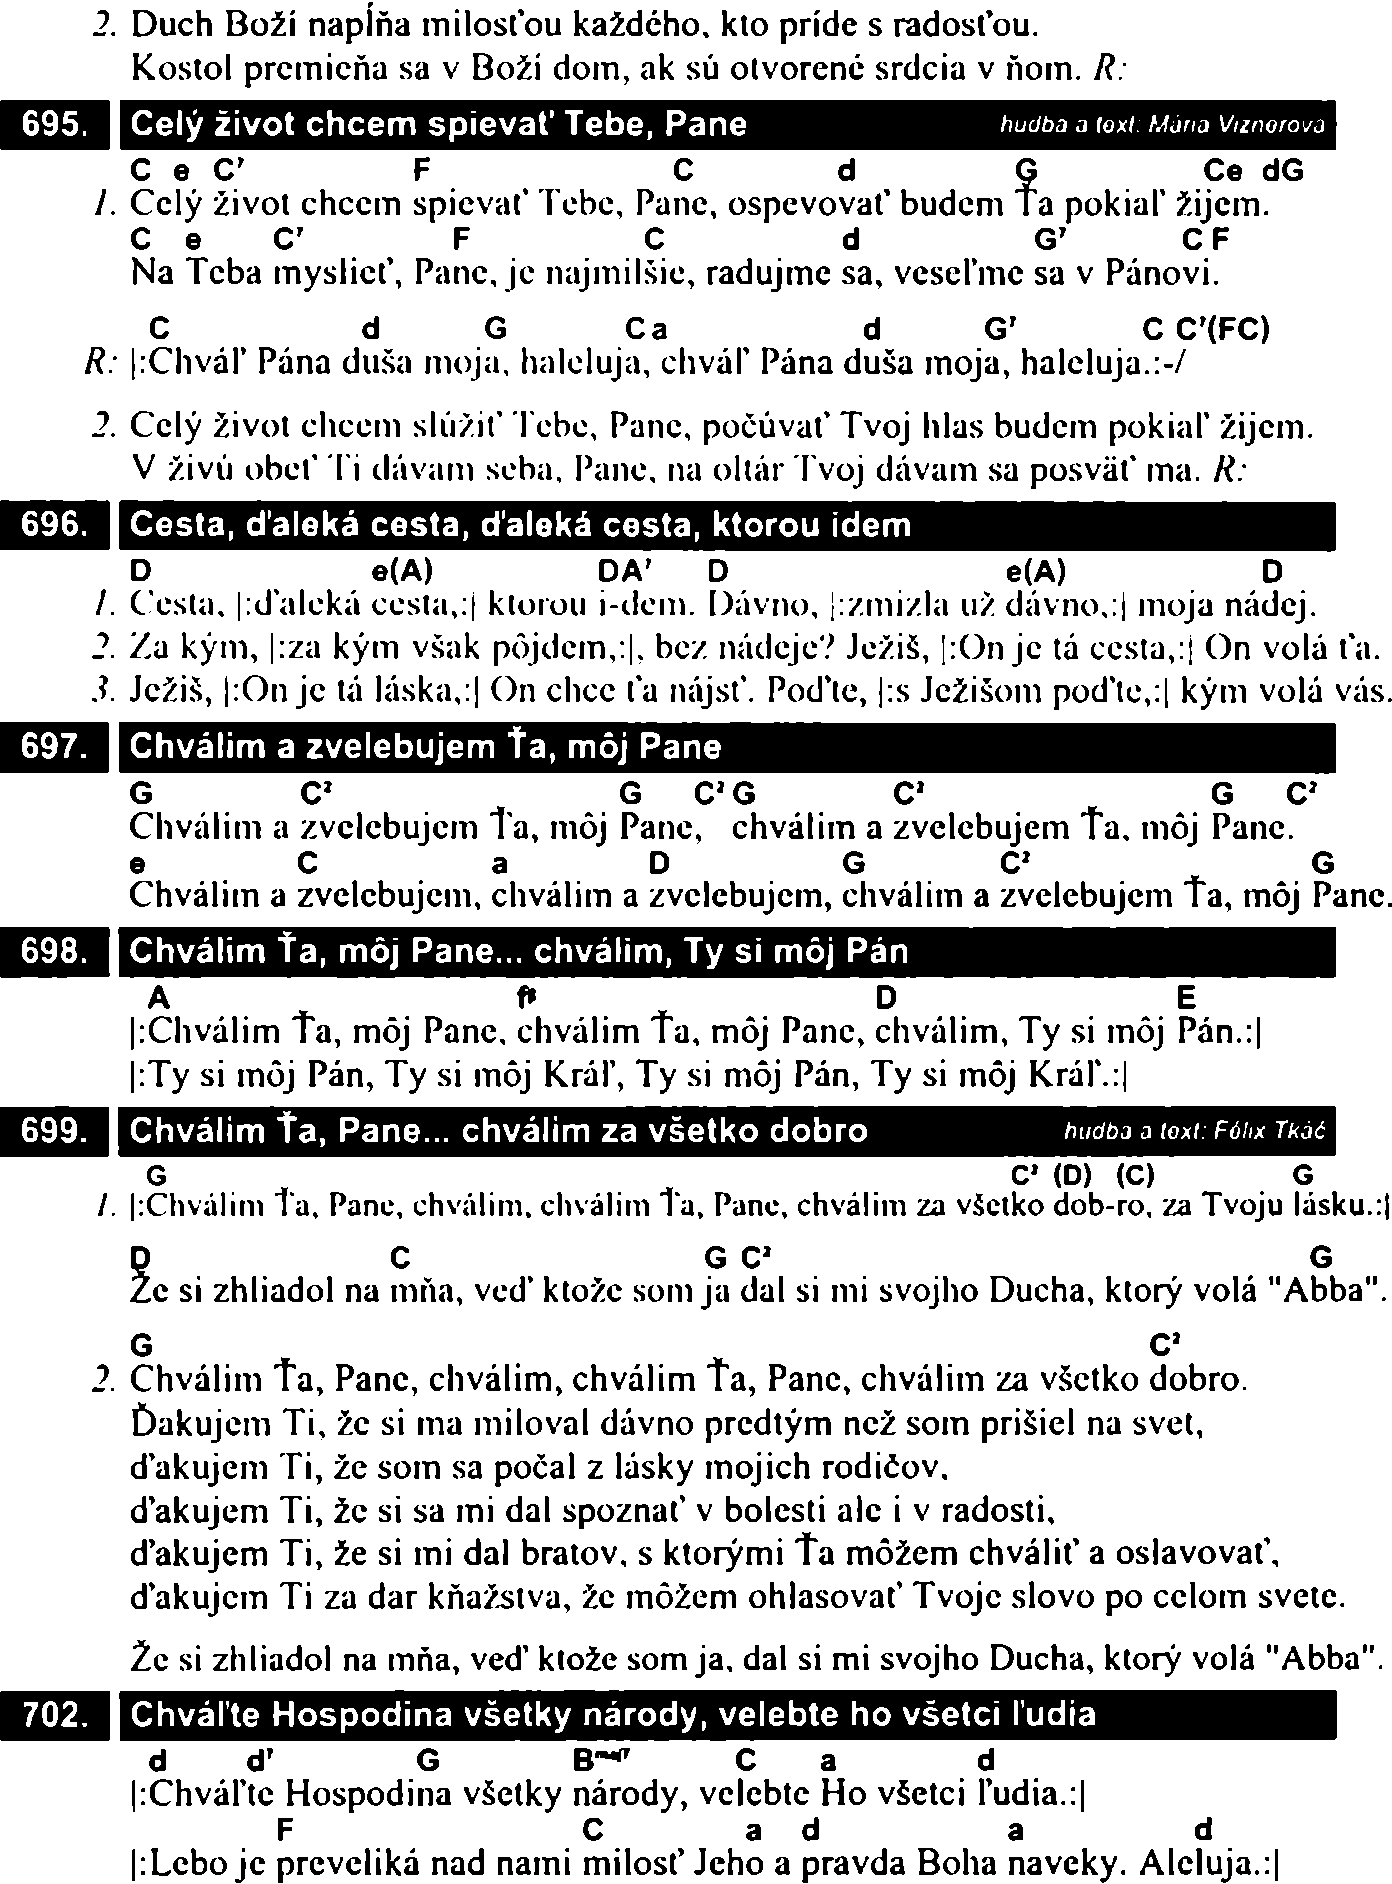 2. Duch Boží napĺňa milosťou každého, kto príde s radosťou.
Kostol premieňa sa v Boží dom, ak sú otvorené srdcia v ňom. R:
695. Celý život chcem spievať Tebe, Pane hudba a text: Mária Viznerová
C e C7 F C d G Ce dG
1. Celý život chcem spievať Tebe, Pane, ospevovať budem Ťa pokiaľ žijem.
C e C7 F C d G7 C F
Na Teba myslieť, Pane, je najmilšie, radujme sa, veseľme sa v Pánovi.
C d G C a d G7 C C7(FC)
R: |:Chváľ Pána duša moja, haleluja, chváľ Pána duša moja, haleluja.:-/
2. Celý život chcem slúžiť Tebe, Pane, počúvať Tvoj hlas budem pokiaľ žijem.
V živú obeť Ti dávam seba, Pane, na oltár Tvoj dávam sa posväť ma. R:
696. Cesta, ďaleká cesta, ďaleká cesta, ktorou idem
D e(A) DA7 D e(A) D
1. Cesta, |:ďaleká cesta,:| ktorou i-dem. Dávno, |:zmizla už dávno,:| moja nádej.
2. Za kým, |:za kým však pôjdem,:|, bez nádeje? Ježiš, |:On je tá cesta,:| On volá ťa.
3. Ježiš, |:On je tá láska,:| On chce ťa nájsť. Poďte, |:s Ježišom poďte,:| kým volá vás.
697. Chválim a zvelebujem Ťa, môj Pane
G C2 G C2 G C2 G C2
Chválim a zvelebujem Ťa, môj Pane, chválim a zvelebujem Ťa, môj Pane.
e C a D G C2 G
Chválim a zvelebujem, chválim a zvelebujem, chválim a zvelebujem Ťa, môj Pane.
698. Chválim Ťa, môj Pane... chválim, Ty si môj Pán
A f# D E
|:Chválim Ťa, môj Pane, chválim Ťa, môj Pane, chválim, Ty si môj Pán.:|
|:Ty si môj Pán, Ty si môj Kráľ, Ty si môj Pán, Ty si môj Kráľ.:|
699. Chválim Ťa, Pane... chválim za všetko dobro hudba a text: Félix Tkáč
G C2 (D) (C) G
1. |:Chválim Ťa, Pane, chválim, chválim Ťa, Pane, chválim za všetko dob-ro, za Tvoju lásku.:|
D C G C2 G
Že si zhliadol na mňa, veď ktože som ja dal si mi svojho Ducha, ktorý volá "Abba".
G C2
2. Chválim Ťa, Pane, chválim, chválim Ťa, Pane, chválim za všetko dobro.
Ďakujem Ti, že si ma miloval dávno predtým než som prišiel na svet,
ďakujem Ti, že som sa počal z lásky mojich rodičov,
ďakujem Ti, že si sa mi dal spoznať v bolesti ale i v radosti,
ďakujem Ti, že si mi dal bratov, s ktorými Ťa môžem chváliť a oslavovať,
ďakujem Ti za dar kňažstva, že môžem ohlasovať Tvoje slovo po celom svete.
Že si zhliadol na mňa, veď ktože som ja, dal si mi svojho Ducha, ktorý volá "Abba".
702. Chváľte Hospodina všetky národy, velebte ho všetci ľudia
d d7 G Bmaj7 C a d
|:Chváľte Hospodina všetky národy, velebte Ho všetci ľudia.:|
F C a d a d
|:Lebo je preveliká nad nami milosť Jeho a pravda Boha naveky. Aleluja.:|